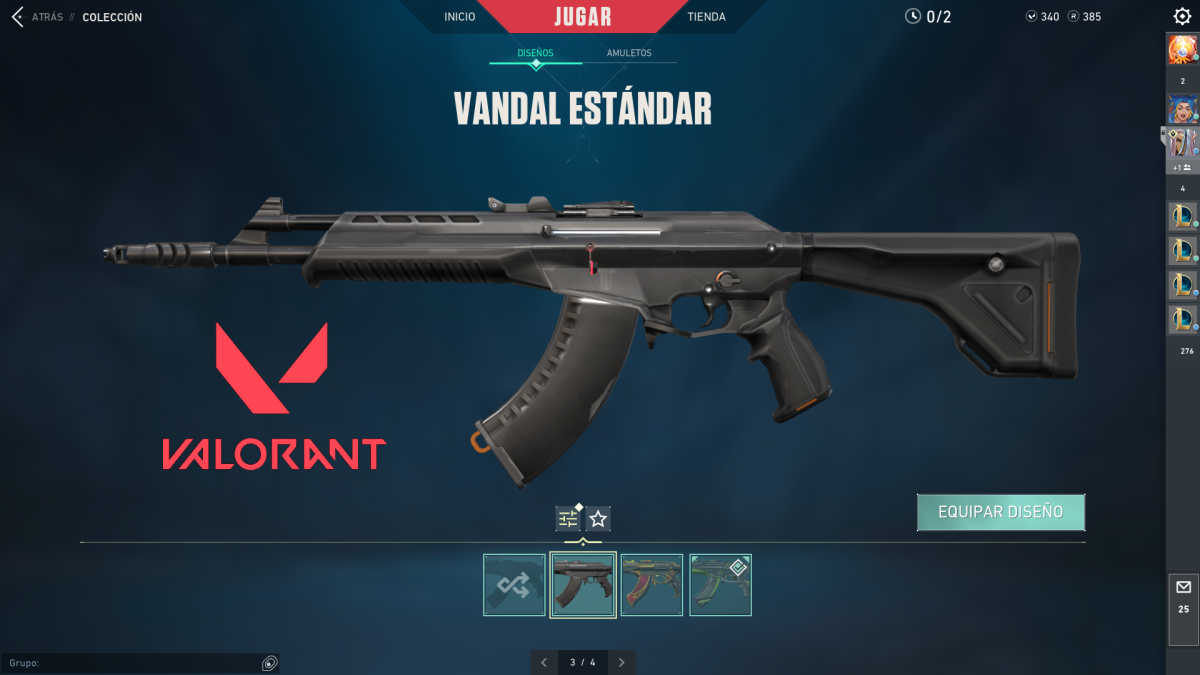 ATRÁS // COLECCIÓN
INICIO
JUGAR
TIENDA
0/2
340
385
DISEÑOS
AMULETOS
VANDAL ESTÁNDAR
VALORANT
EQUIPAR DISEÑO
2
+1
4
276
25
Grupo:
3 / 4